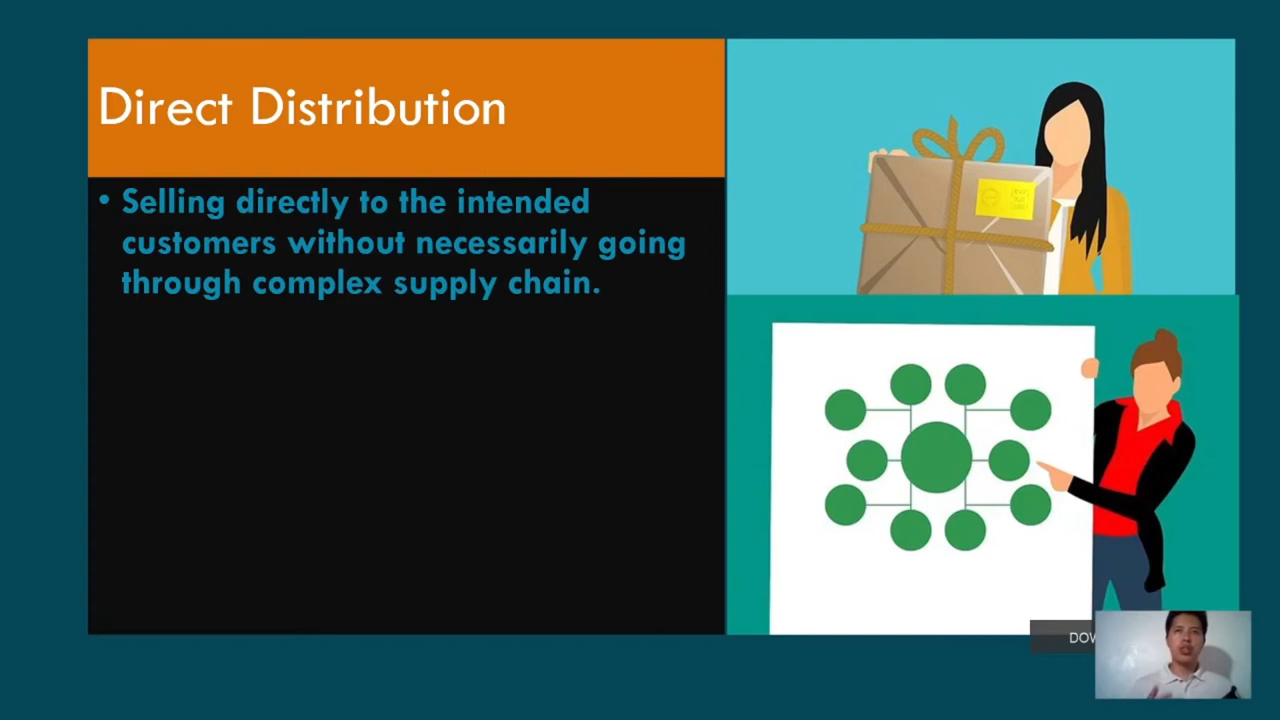 Direct Distribution
• Selling directly to the intended
customers without necessarily going
through complex supply chain.